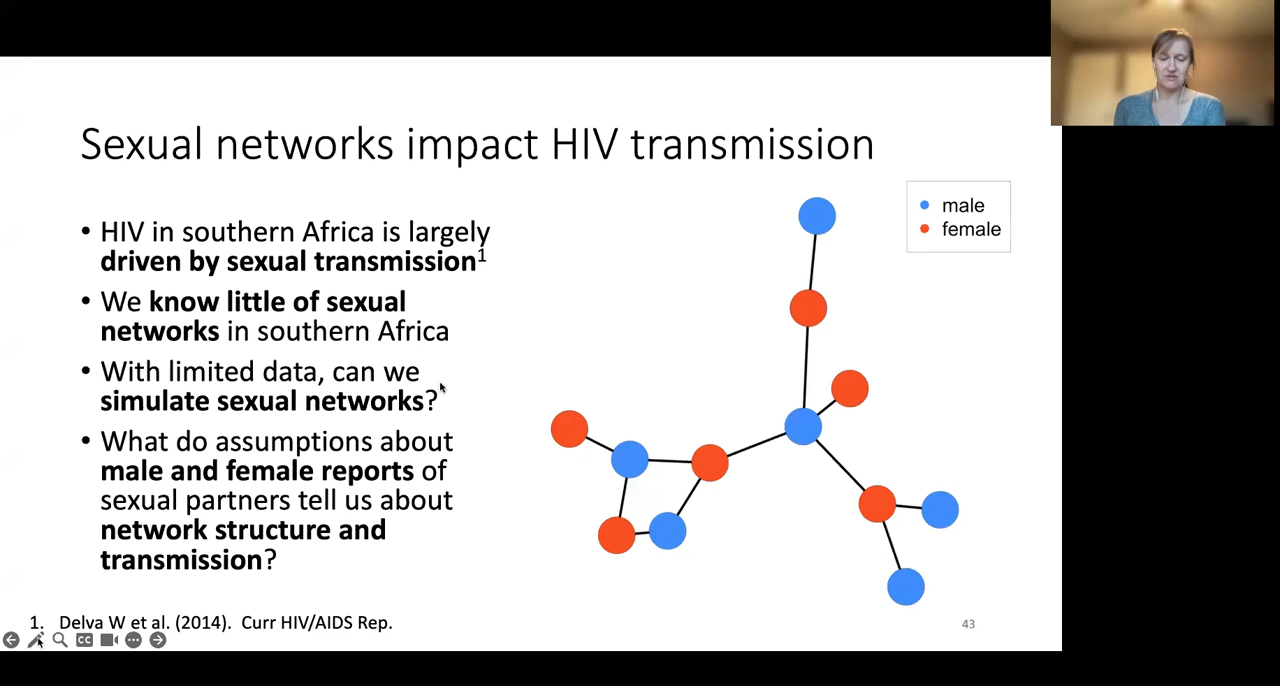 Sexual networks impact HIV transmission
• HIV in southern Africa is largely
driven by sexual transmission1
• We know little of sexual
networks in southern Africa
• With limited data, can we
simulate sexual networks?
• What do assumptions about
male and female reports of
sexual partners tell us about
network structure and
transmission?
male
female
1. Delva W et al. (2014). Curr HIV/AIDS Rep.
43
CC